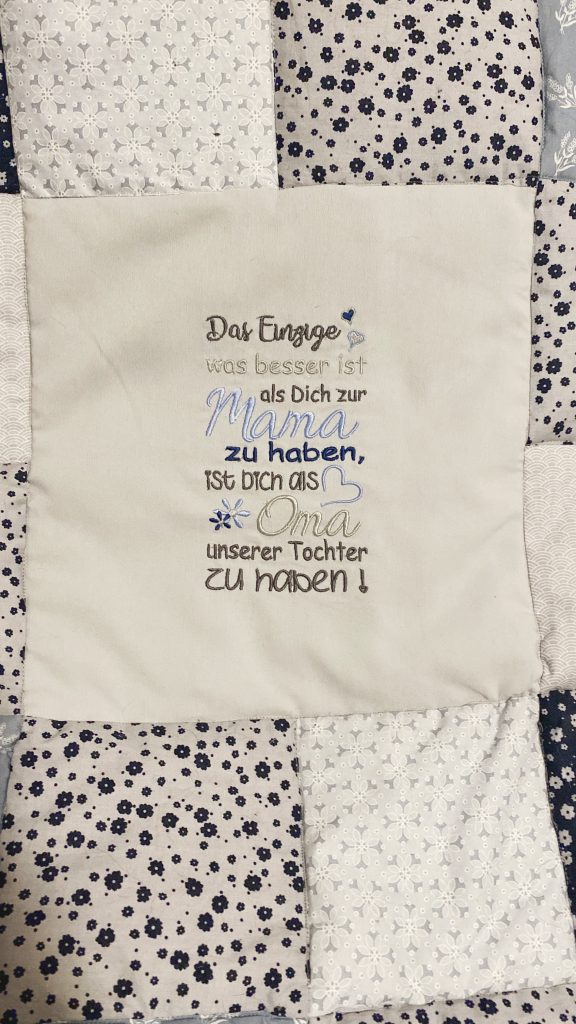 Das Einzige
was besser ist
als Dich zur
Mama
zu haben,
ist Dich als
Oma
unserer Tochter
zu haben!